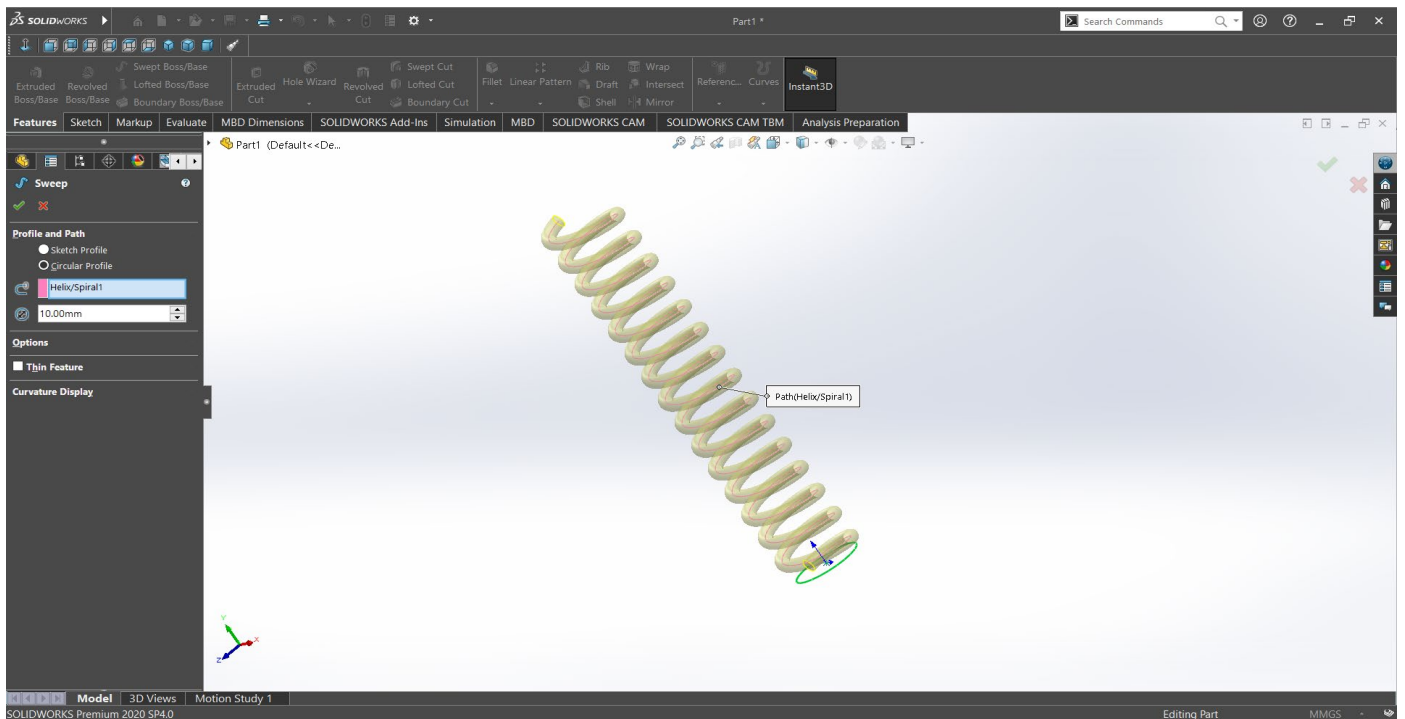 SOLIDWORKS
Part1 *
Search Commands
Extruded Boss/Base
Revolved Boss/Base
Swept Boss/Base
Lofted Boss/Base
Boundary Boss/Base
Extruded Cut
Hole Wizard
Revolved Cut
Swept Cut
Lofted Cut
Boundary Cut
Fillet
Linear Pattern
Rib
Draft
Shell
Wrap
Intersect
Mirror
Referenc...
Curves
Instant3D
Features Sketch Markup Evaluate MBD Dimensions SOLIDWORKS Add-Ins Simulation MBD SOLIDWORKS CAM SOLIDWORKS CAM TBM Analysis Preparation
Part1 (Default<<De...
Sweep
Profile and Path
Sketch Profile
Circular Profile
Helix/Spiral1
10.00mm
Options
Thin Feature
Curvature Display
Path(Helix/Spiral1)
Y
X
Z
Model 3D Views Motion Study 1
SOLIDWORKS Premium 2020 SP4.0
Editing Part
MMGS